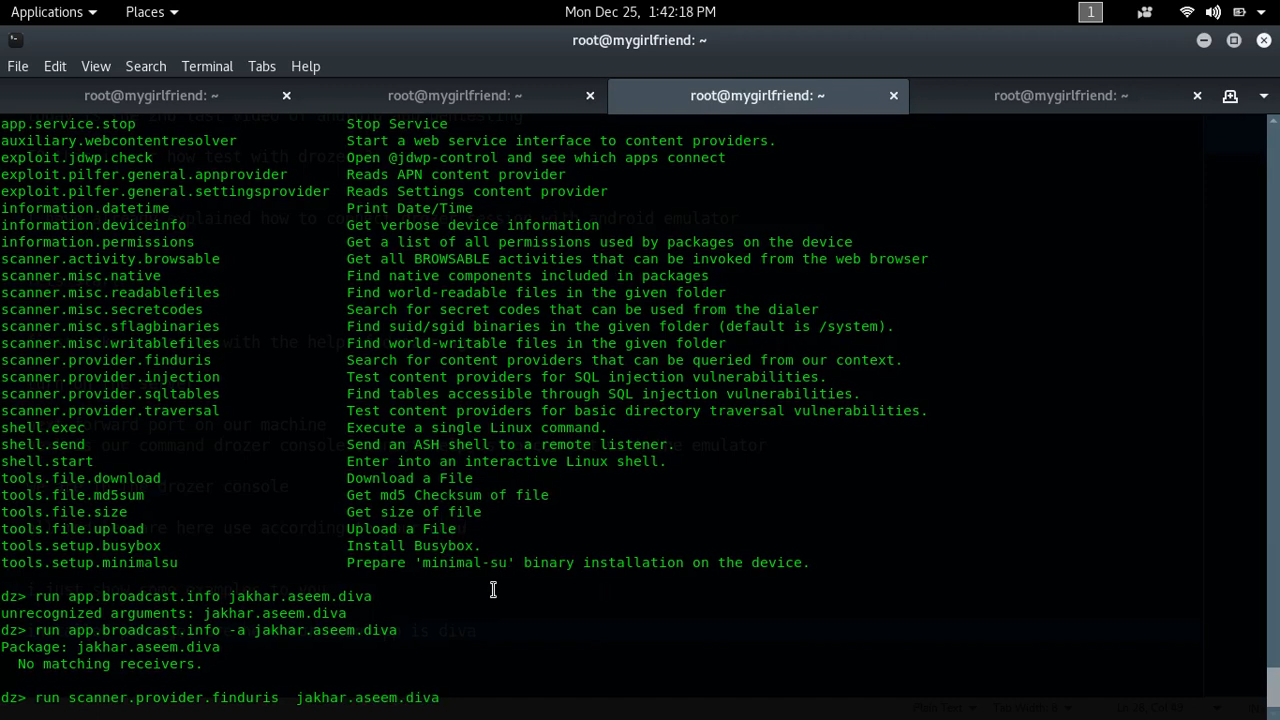 Applications Places Mon Dec 25, 1:42:18 PM 1
root@mygirlfriend: ~
File Edit View Search Terminal Tabs Help
root@mygirlfriend: ~ root@mygirlfriend: ~ root@mygirlfriend: ~ root@mygirlfriend: ~
app.service.stop Stop Service
auxiliary.webcontentresolver Start a web service interface to content providers.
exploit.jdwp.check Open @jdwp-control and see which apps connect
exploit.pilfer.general.apnprovider Reads APN content provider
exploit.pilfer.general.settingsprovider Reads Settings content provider
information.datetime Print Date/Time
information.deviceinfo Get verbose device information
information.permissions Get a list of all permissions used by packages on the device
scanner.activity.browsable Get all BROWSABLE activities that can be invoked from the web browser
scanner.misc.native Find native components included in packages
scanner.misc.readablefiles Find world-readable files in the given folder
scanner.misc.secretcodes Search for secret codes that can be used from the dialer
scanner.misc.sflagbinaries Find suid/sgid binaries in the given folder (default is /system).
scanner.misc.writablefiles Find world-writable files in the given folder
scanner.provider.finduris Search for content providers that can be queried from our context.
scanner.provider.injection Test content providers for SQL injection vulnerabilities.
scanner.provider.sqltables Find tables accessible through SQL injection vulnerabilities.
scanner.provider.traversal Test content providers for basic directory traversal vulnerabilities.
shell.exec Execute a single Linux command.
shell.send Send an ASH shell to a remote listener.
shell.start Enter into an interactive Linux shell.
tools.file.download Download a File
tools.file.md5sum Get md5 Checksum of file
tools.file.size Get size of file
tools.file.upload Upload a File
tools.setup.busybox Install Busybox.
tools.setup.minimalsu Prepare 'minimal-su' binary installation on the device.
dz> run app.broadcast.info jakhar.aseem.diva
unrecognized arguments: jakhar.aseem.diva
dz> run app.broadcast.info -a jakhar.aseem.diva
Package: jakhar.aseem.diva
No matching receivers.
dz> run scanner.provider.finduris jakhar.aseem.diva